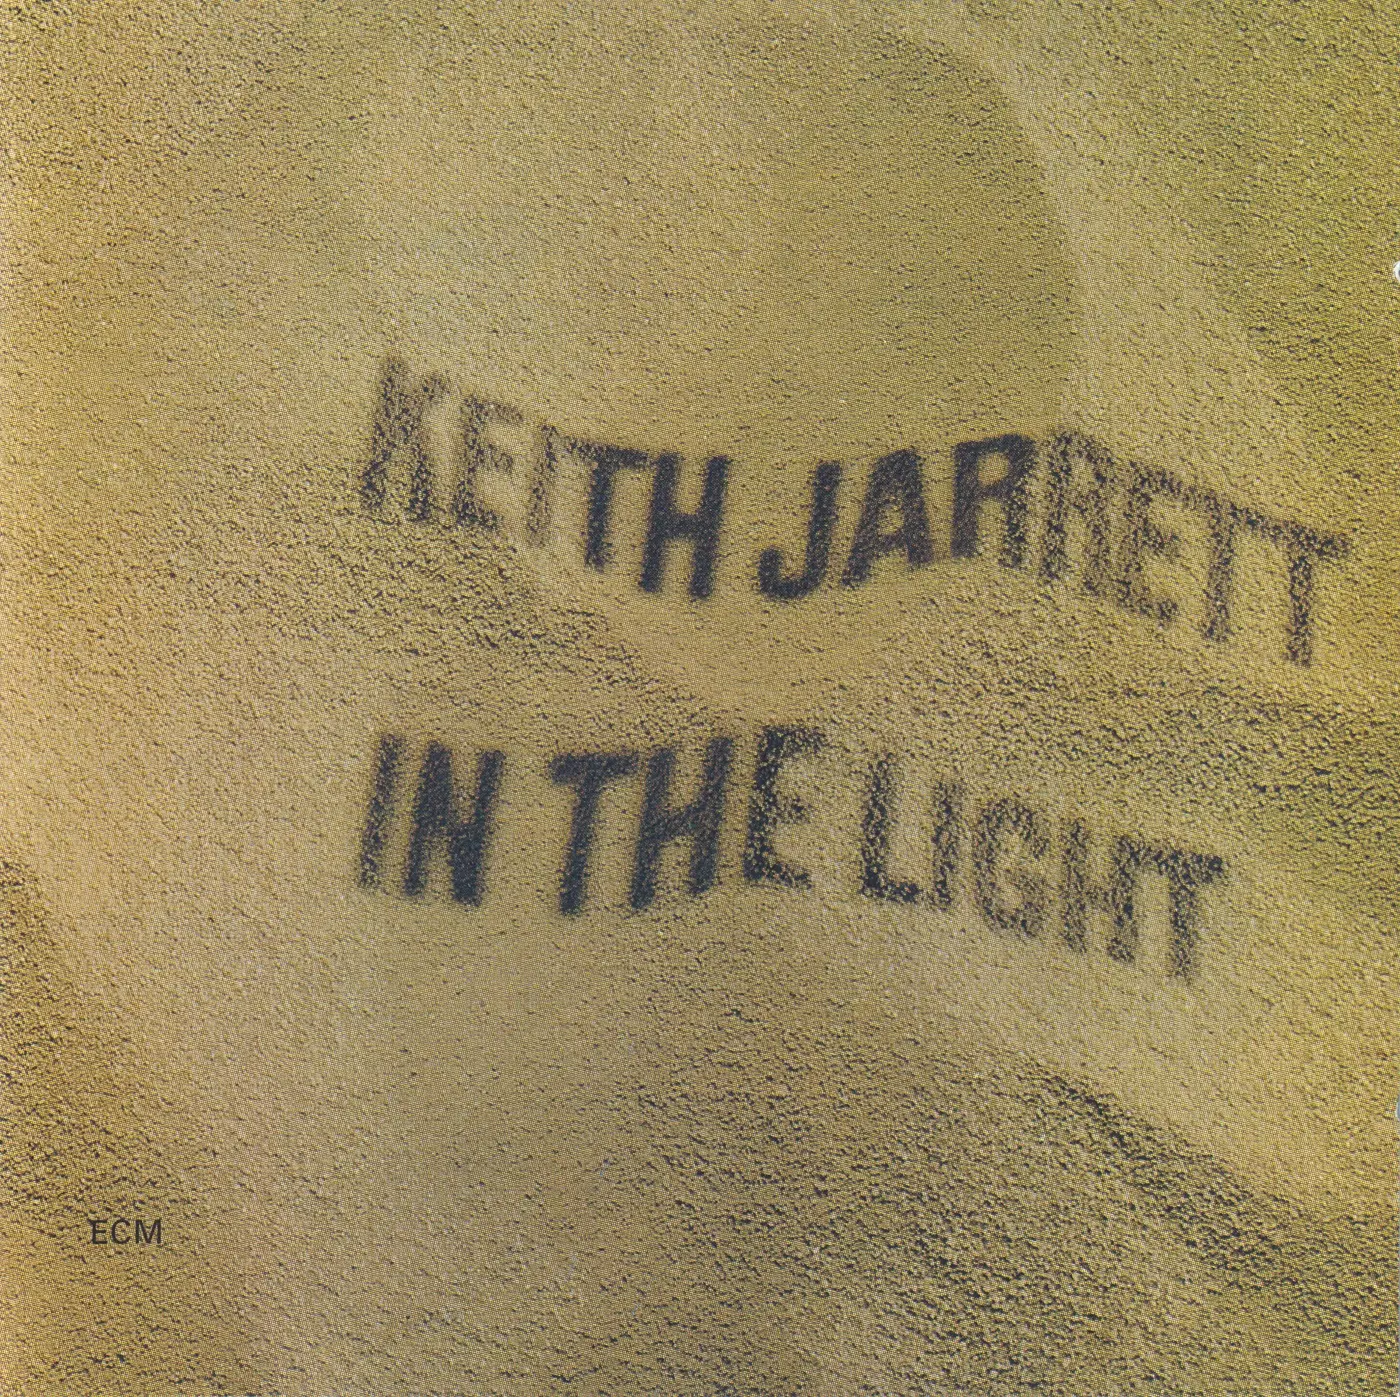 KEITH JARRETT
IN THE LIGHT
ECM